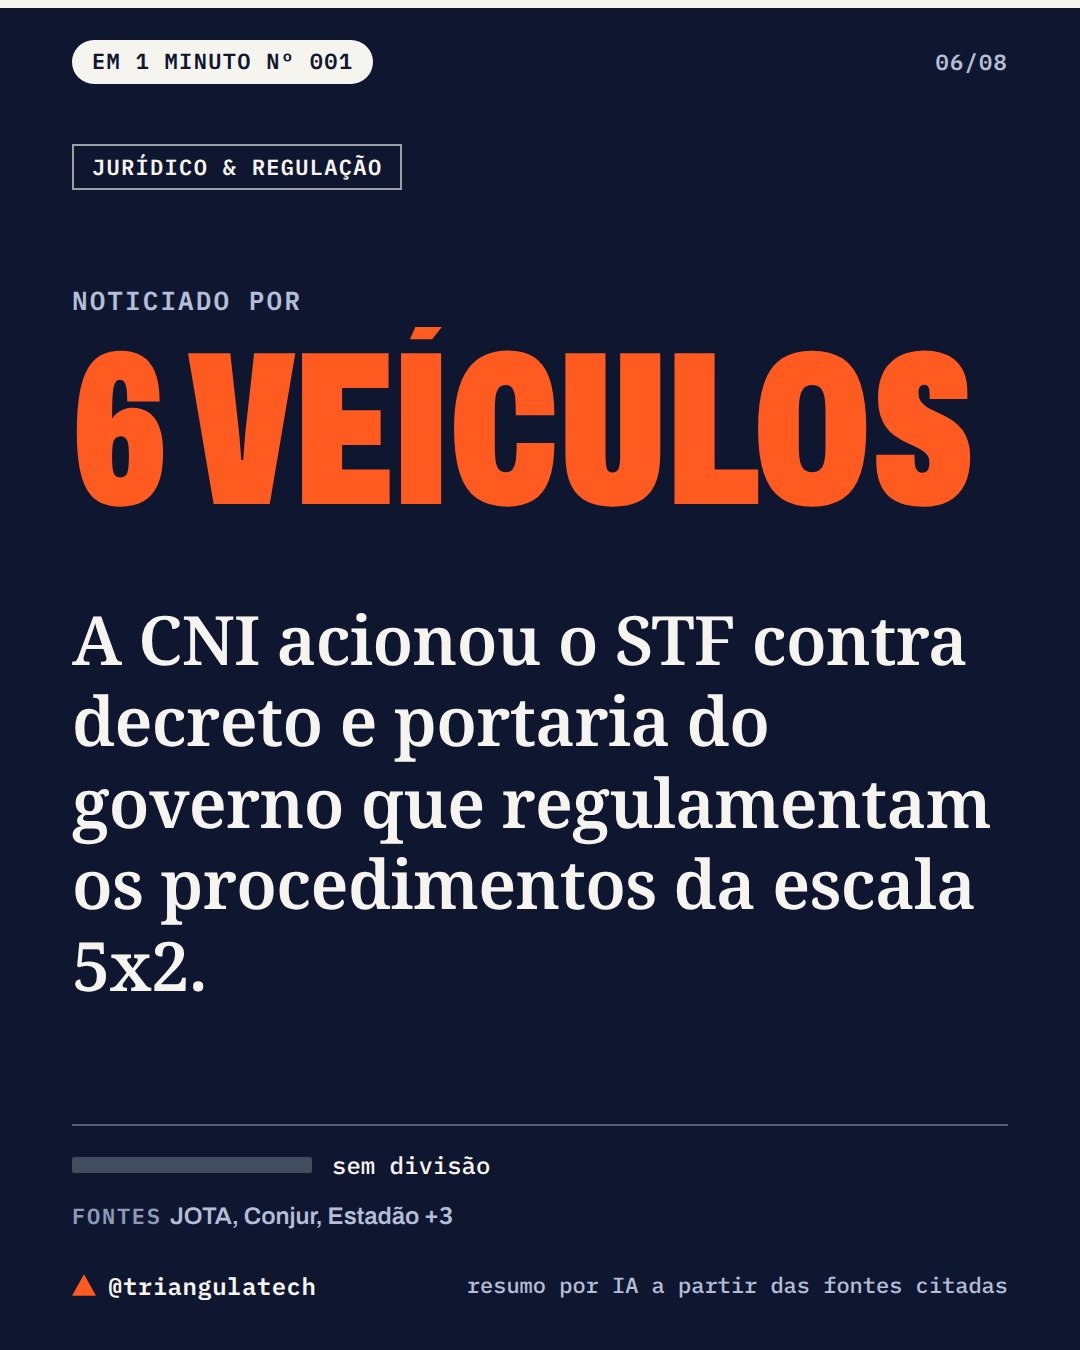 EM 1 MINUTO Nº 001
06/08
JURÍDICO & REGULAÇÃO
NOTICIADO POR
6 VEÍCULOS
A CNI acionou o STF contra
decreto e portaria do
governo que regulamentam
os procedimentos da escala
5x2.
sem divisão
FONTES JOTA, Conjur, Estadão +3
@triangulatech
resumo por IA a partir das fontes citadas